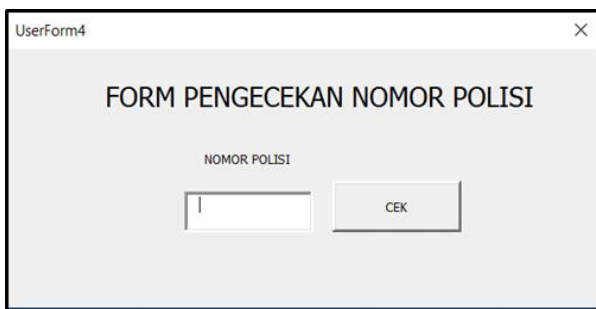 UserForm4
FORM PENGECEKAN NOMOR POLISI
NOMOR POLISI
CEK